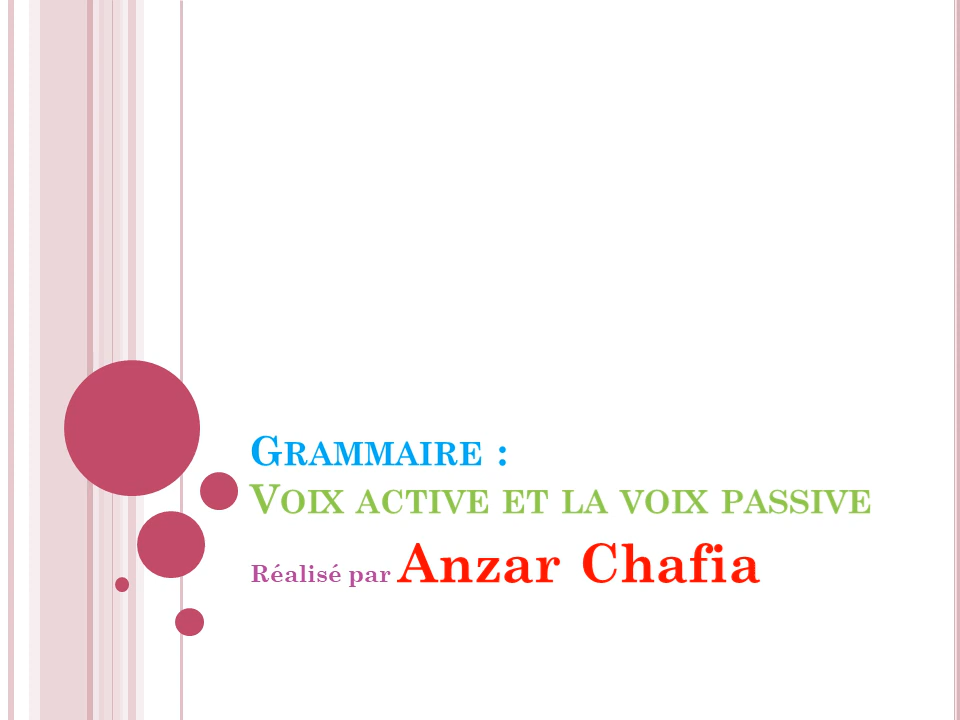 Grammaire :
Voix active et la voix passive
Réalisé par Anzar Chafia